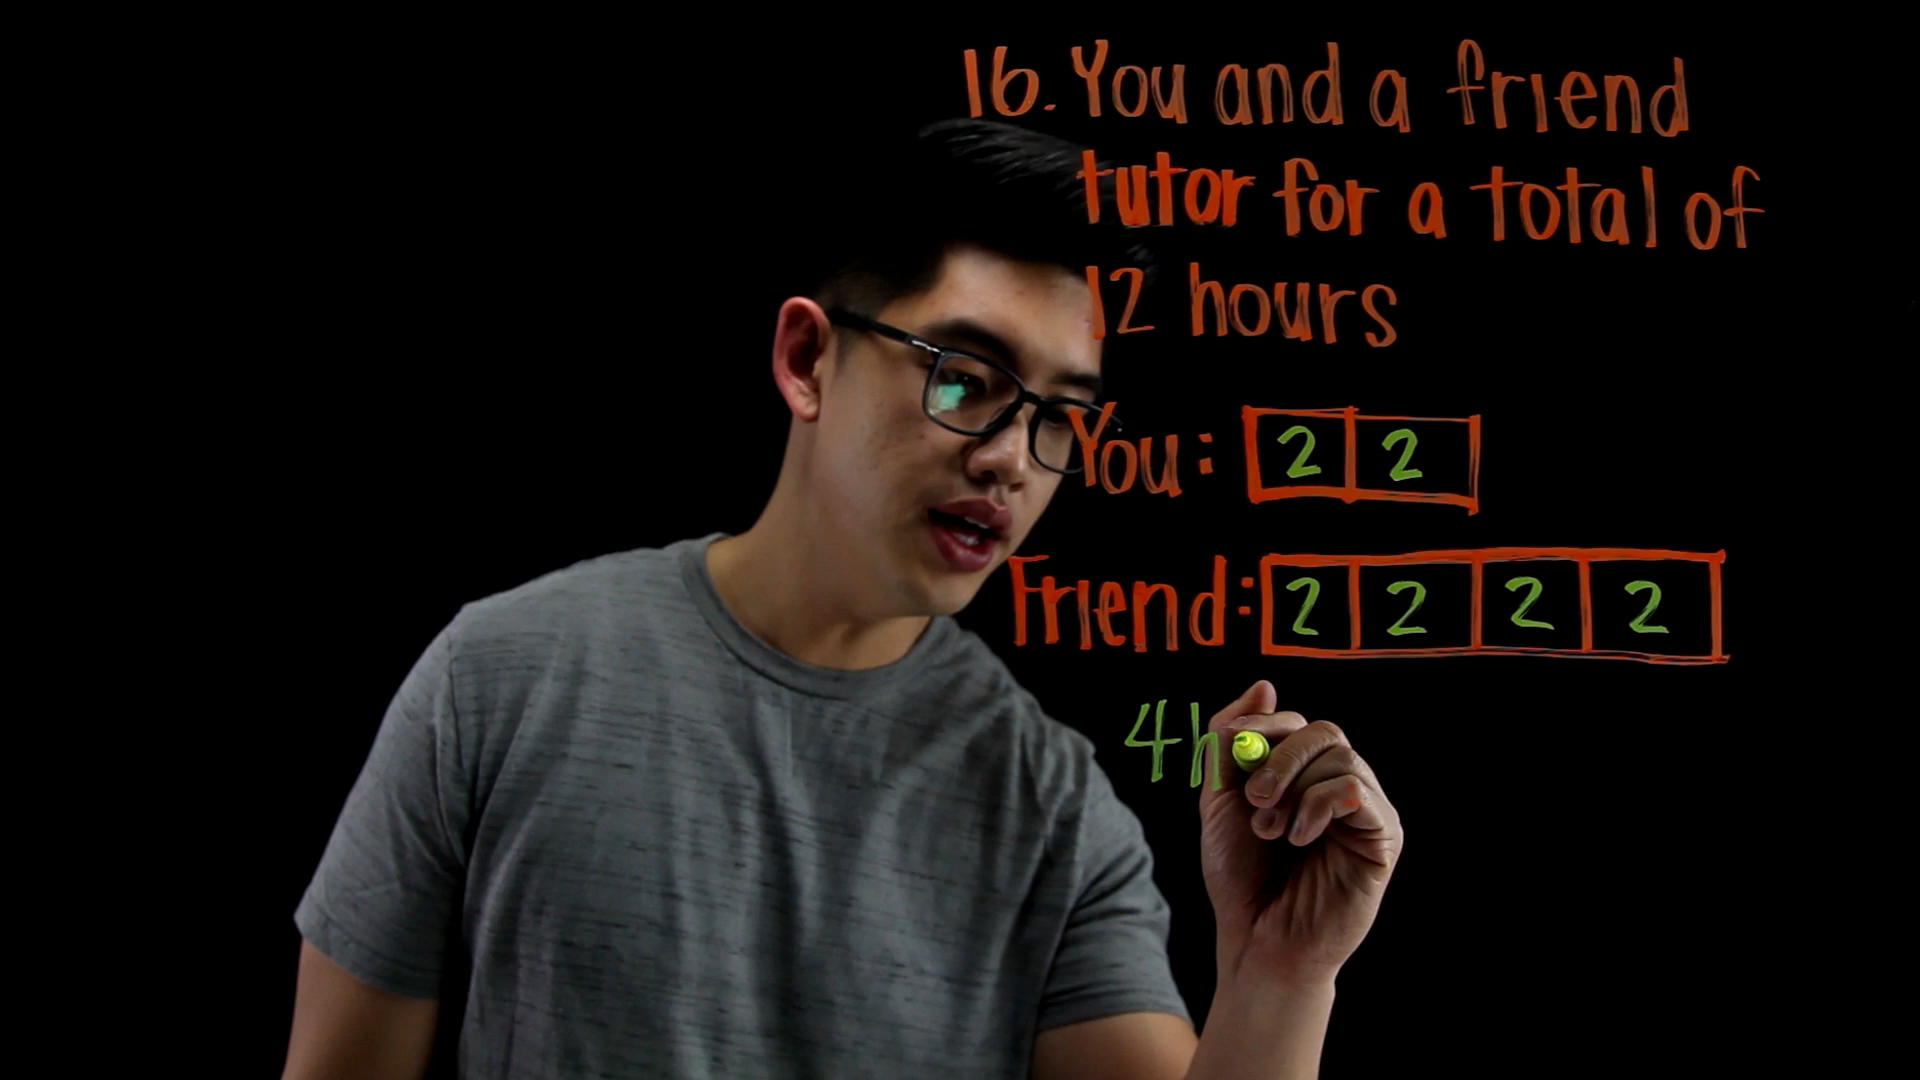 16. You and a friend
tutor for a total of
12 hours
You: 2 2
Friend: 2 2 2 2
4h